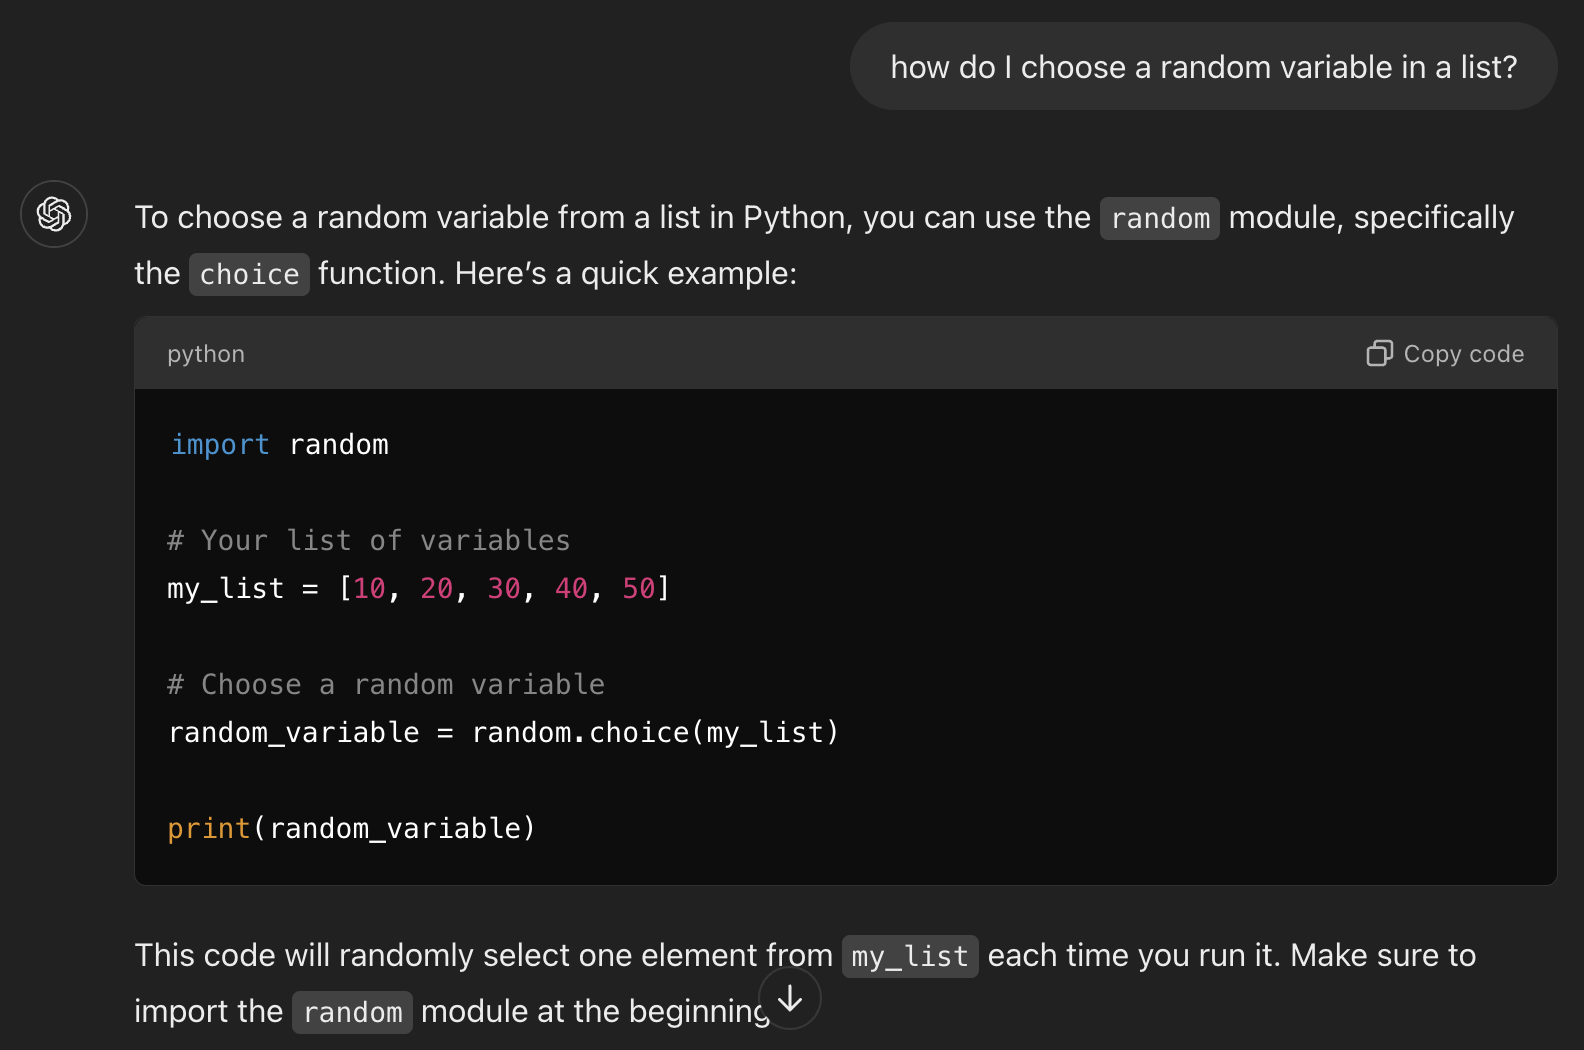 how do I choose a random variable in a list?
To choose a random variable from a list in Python, you can use the random module, specifically
the choice function. Here’s a quick example:
python
Copy code
import random
# Your list of variables
my_list = [10, 20, 30, 40, 50]
# Choose a random variable
random_variable = random.choice(my_list)
print(random_variable)
This code will randomly select one element from my_list each time you run it. Make sure to
import the random module at the beginning